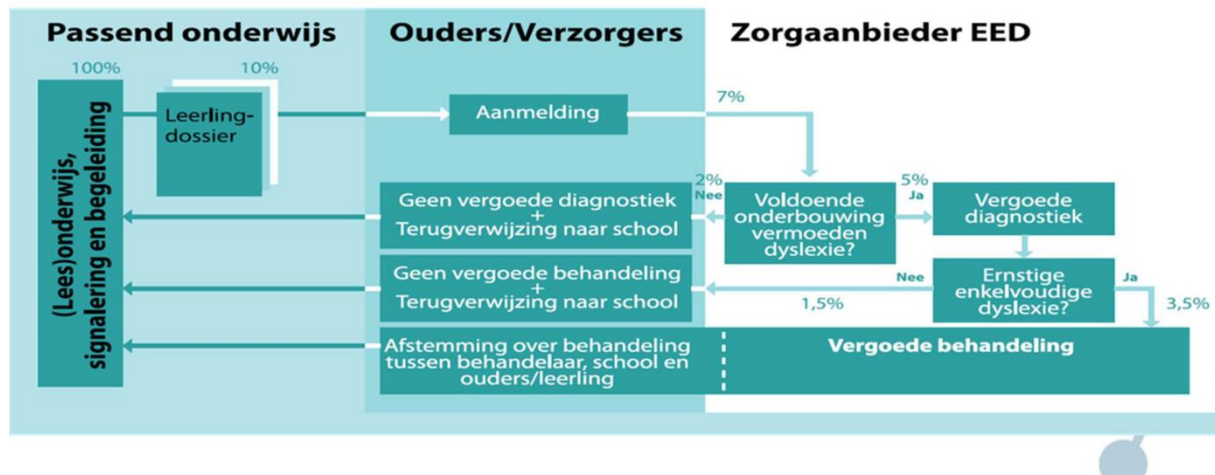 Passend onderwijs
Ouders/Verzorgers
Zorgaanbieder EED
100%
10%
(Lees)onderwijs,
signalering en begeleiding
Leerling-
dossier
Aanmelding
7%
Geen vergoede diagnostiek
+
Terugverwijzing naar school
2%
Nee
Voldoende
onderbouwing
vermoeden
dyslexie?
5%
Ja
Vergoede
diagnostiek
Geen vergoede behandeling
+
Terugverwijzing naar school
1,5%
Nee
Ernstige
enkelvoudige
dyslexie?
Ja
3,5%
Afstemming over behandeling
tussen behandelaar, school en
ouders/leerling
Vergoede behandeling